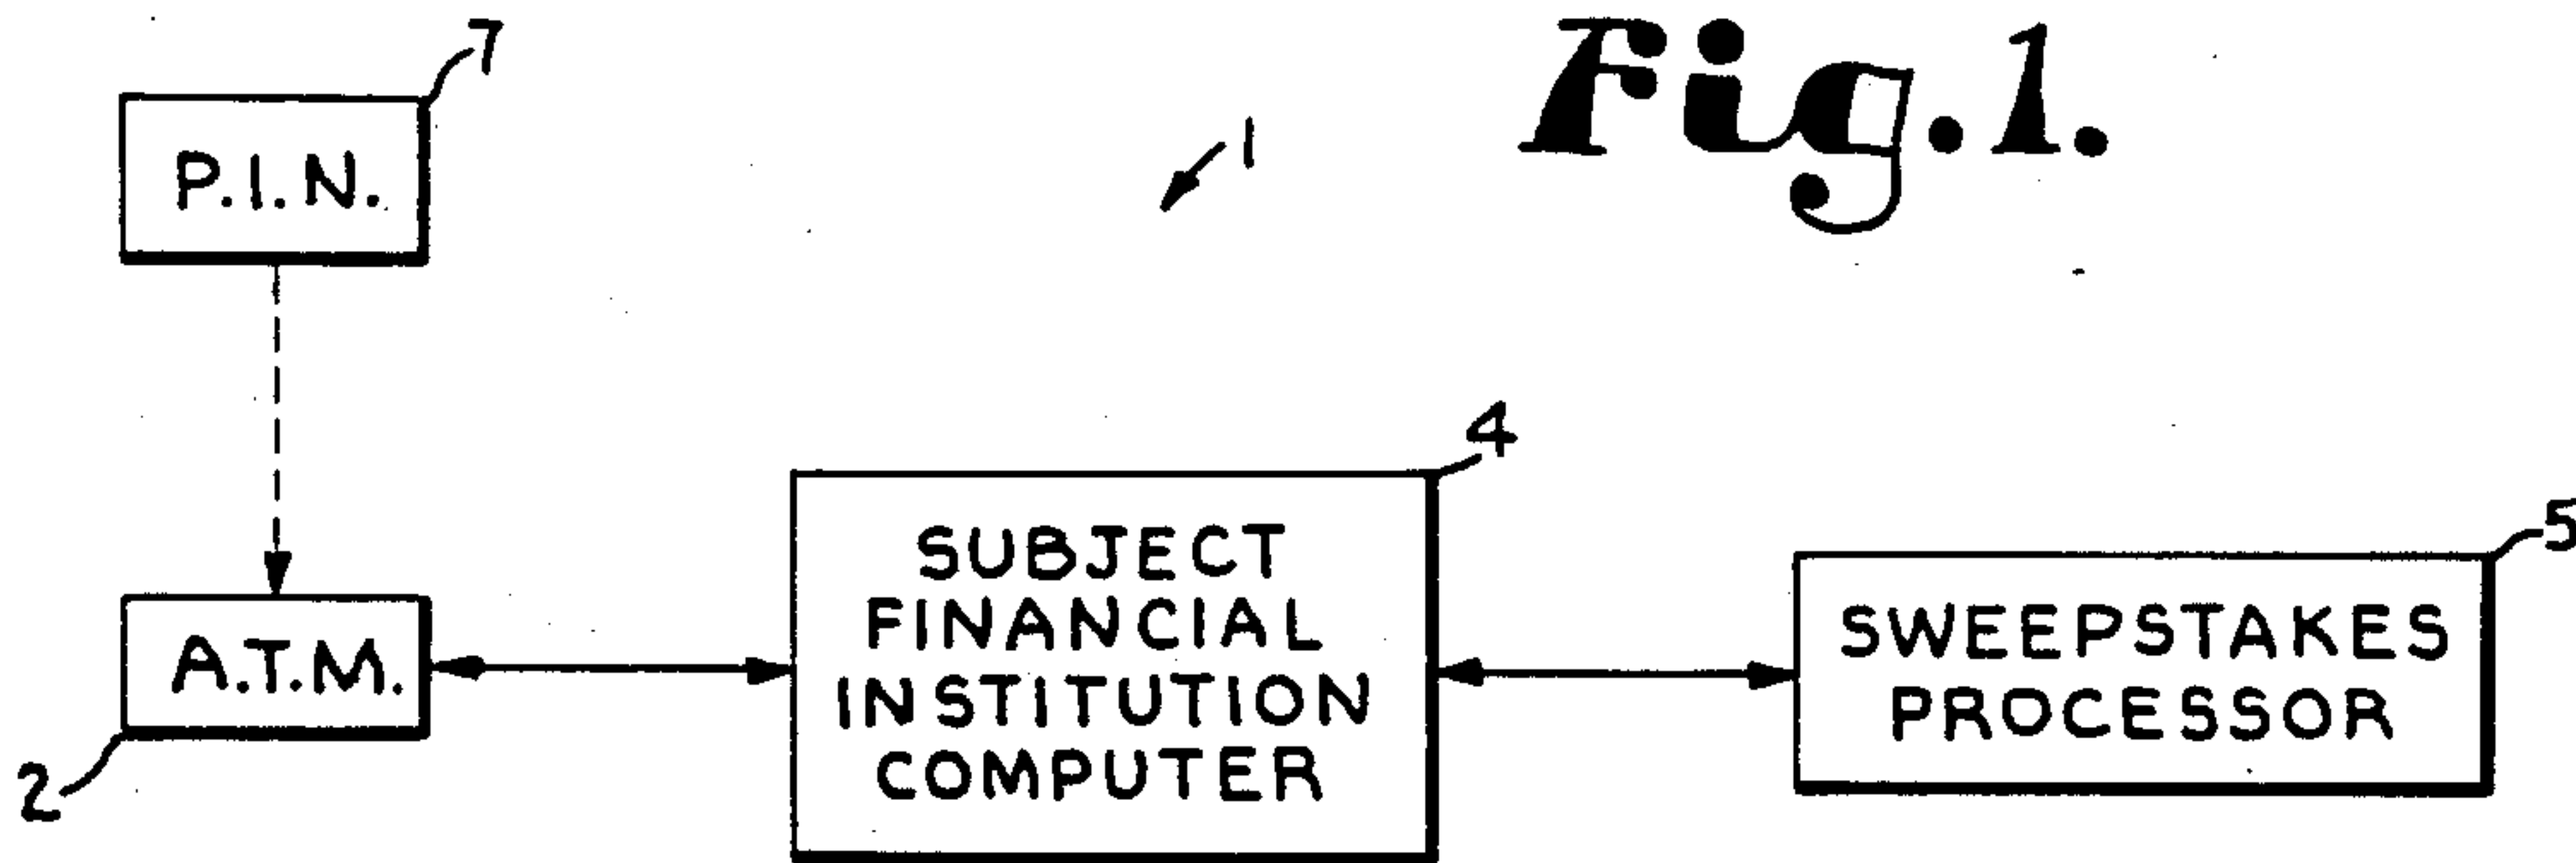 Fig.1.
7
P.I.N.
1
A.T.M.
2
4
SUBJECT
FINANCIAL
INSTITUTION
COMPUTER
5
SWEEPSTAKES
PROCESSOR